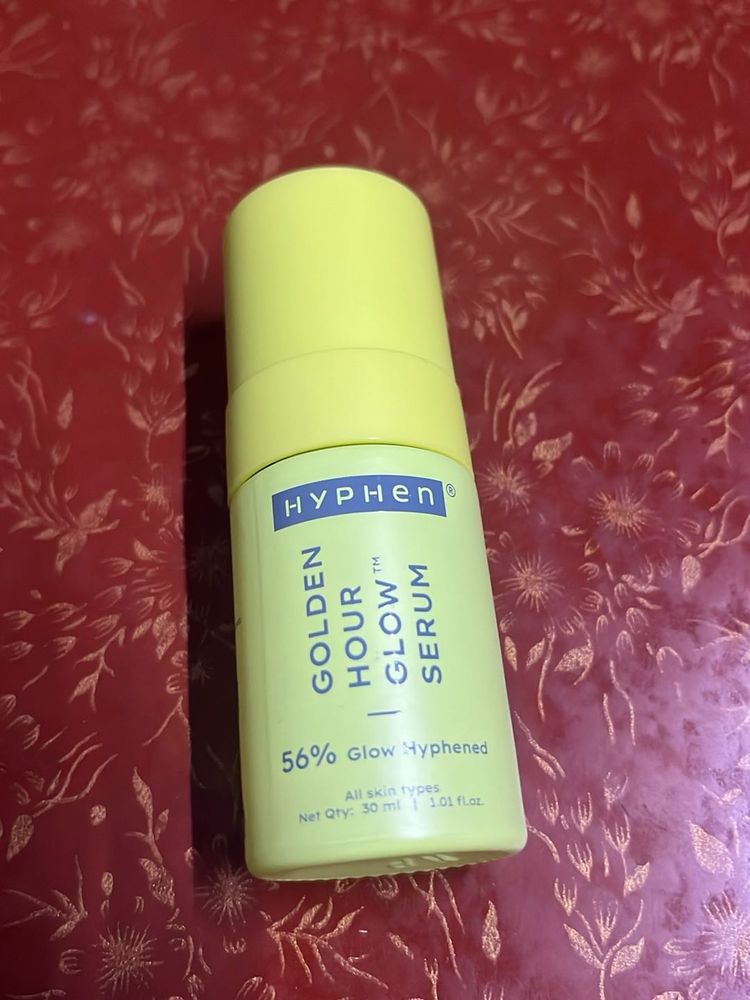 HYPHEN®
GOLDEN
HOUR
GLOW™
SERUM
56% Glow Hyphened
All skin types
Net Qty: 30 ml | 1.01 fl.oz.